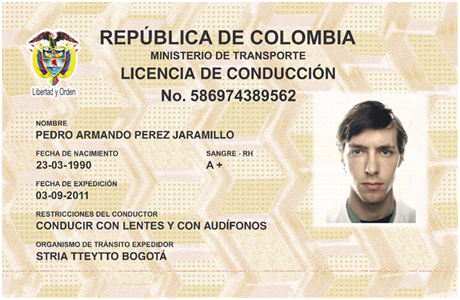 REPÚBLICA DE COLOMBIA
MINISTERIO DE TRANSPORTE
LICENCIA DE CONDUCCIÓN
No. 586974389562
Libertad y Orden
NOMBRE
PEDRO ARMANDO PEREZ JARAMILLO
FECHA DE NACIMIENTO SANGRE - RH
23-03-1990 A +
FECHA DE EXPEDICIÓN
03-09-2011
RESTRICCIONES DEL CONDUCTOR
CONDUCIR CON LENTES Y CON AUDÍFONOS
ORGANISMO DE TRÁNSITO EXPEDIDOR
STRIA TTEYTTO BOGOTÁ